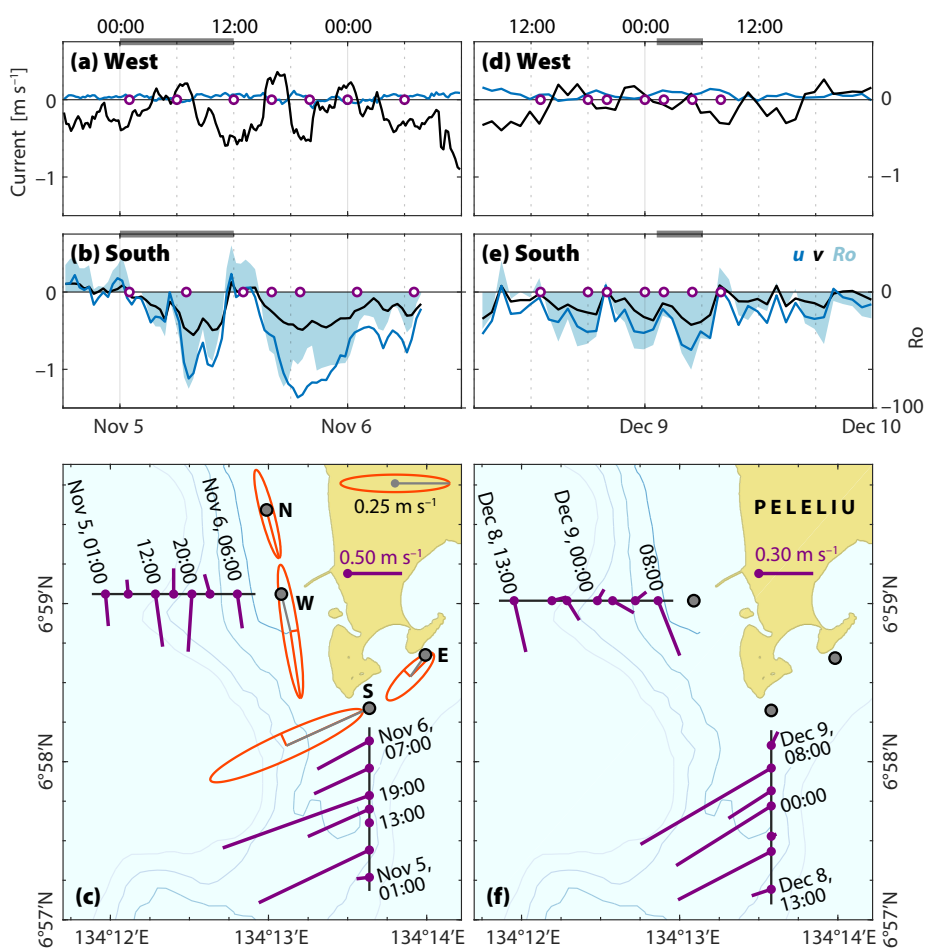 00:00 12:00 00:00 12:00 00:00 12:00
(a) West
(d) West
Current [m s⁻¹]
0
−1
0
−1
(b) South
(e) South
u v Ro
0
−1
0
−100
Ro
Nov 5 Nov 6 Dec 9 Dec 10
N
W
E
S
0.25 m s⁻¹
0.50 m s⁻¹
Nov 5, 01:00
12:00
20:00
Nov 6, 06:00
Nov 6,
07:00
19:00
13:00
Nov 5,
01:00
(c)
6°59'N
6°58'N
6°57'N
134°12'E 134°13'E 134°14'E
PELELIU
0.30 m s⁻¹
Dec 8, 13:00
Dec 9, 00:00
08:00
Dec 9,
08:00
00:00
Dec 8,
13:00
(f)
6°59'N
6°58'N
6°57'N
134°12'E 134°13'E 134°14'E